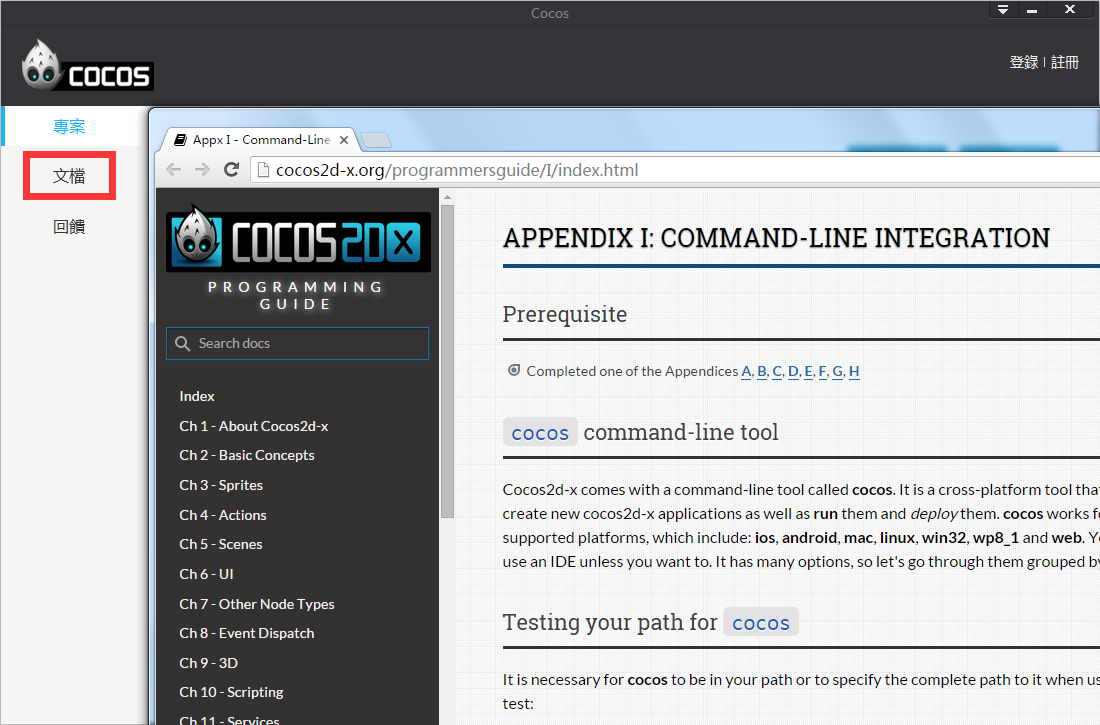 Cocos
COCOS
登錄 | 註冊
專案
文檔
回饋
Appx I - Command-Line
cocos2d-x.org/programmersguide/I/index.html
COCOS2DX
PROGRAMMING
GUIDE
Search docs
Index
Ch 1 - About Cocos2d-x
Ch 2 - Basic Concepts
Ch 3 - Sprites
Ch 4 - Actions
Ch 5 - Scenes
Ch 6 - UI
Ch 7 - Other Node Types
Ch 8 - Event Dispatch
Ch 9 - 3D
Ch 10 - Scripting
Ch 11 - Services
APPENDIX I: COMMAND-LINE INTEGRATION
Prerequisite
Completed one of the Appendices A, B, C, D, E, F, G, H
cocos command-line tool
Cocos2d-x comes with a command-line tool called cocos. It is a cross-platform tool tha
create new cocos2d-x applications as well as run them and deploy them. cocos works f
supported platforms, which include: ios, android, mac, linux, win32, wp8_1 and web. Y
use an IDE unless you want to. It has many options, so let's go through them grouped by
Testing your path for cocos
It is necessary for cocos to be in your path or to specify the complete path to it when us
test: